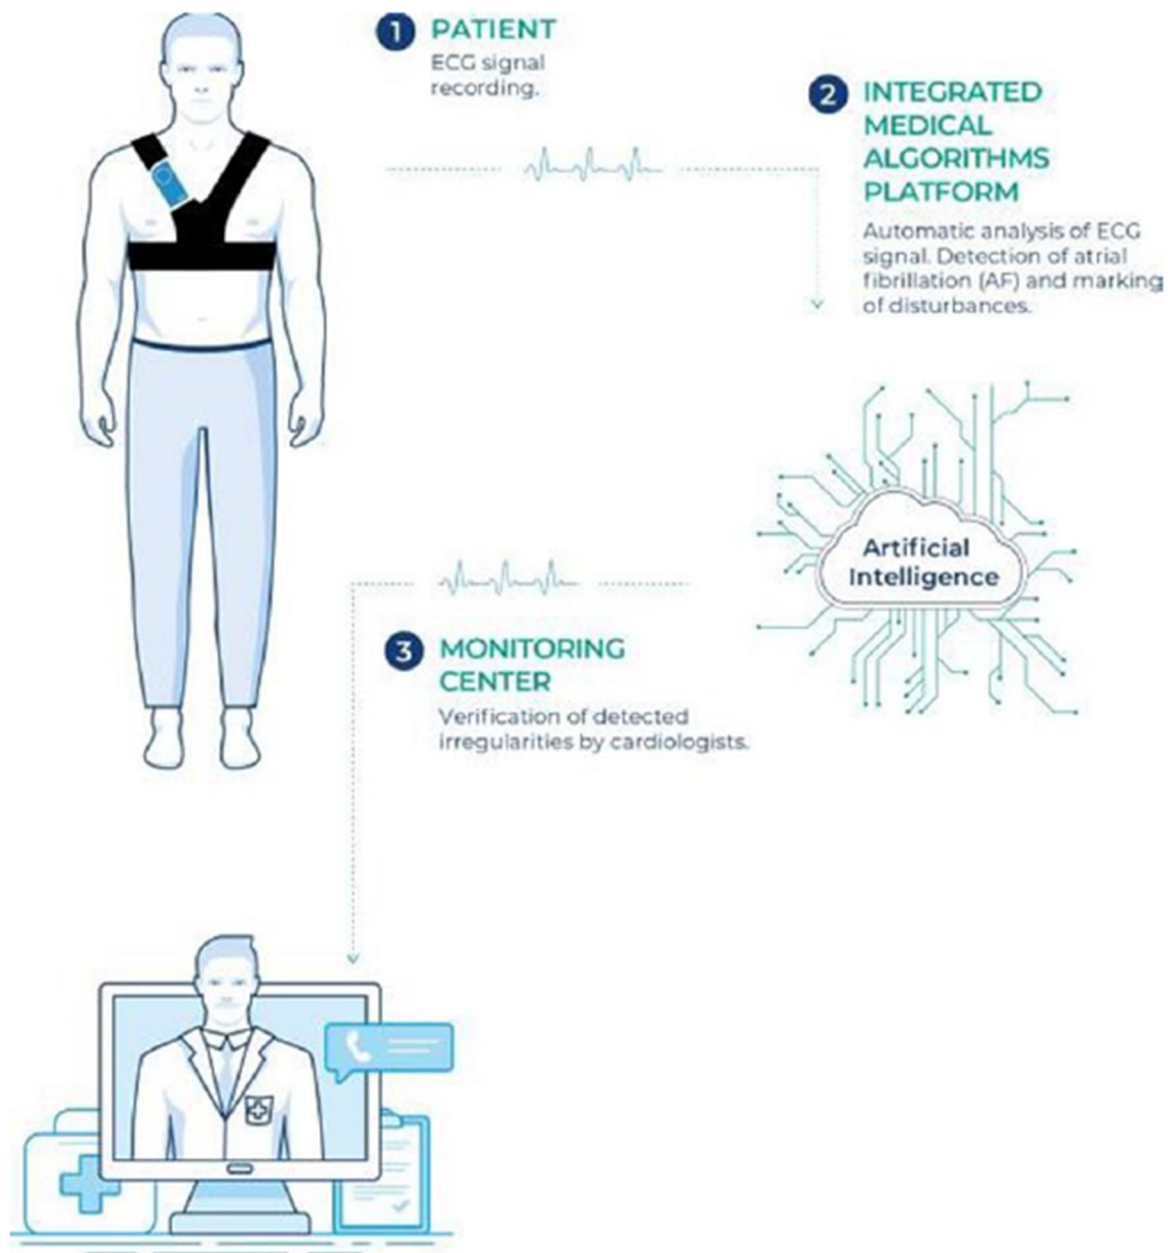 1 PATIENT
ECG signal
recording.
2 INTEGRATED
MEDICAL
ALGORITHMS
PLATFORM
Automatic analysis of ECG
signal. Detection of atrial
fibrillation (AF) and marking
of disturbances.
Artificial
Intelligence
3 MONITORING
CENTER
Verification of detected
irregularities by cardiologists.